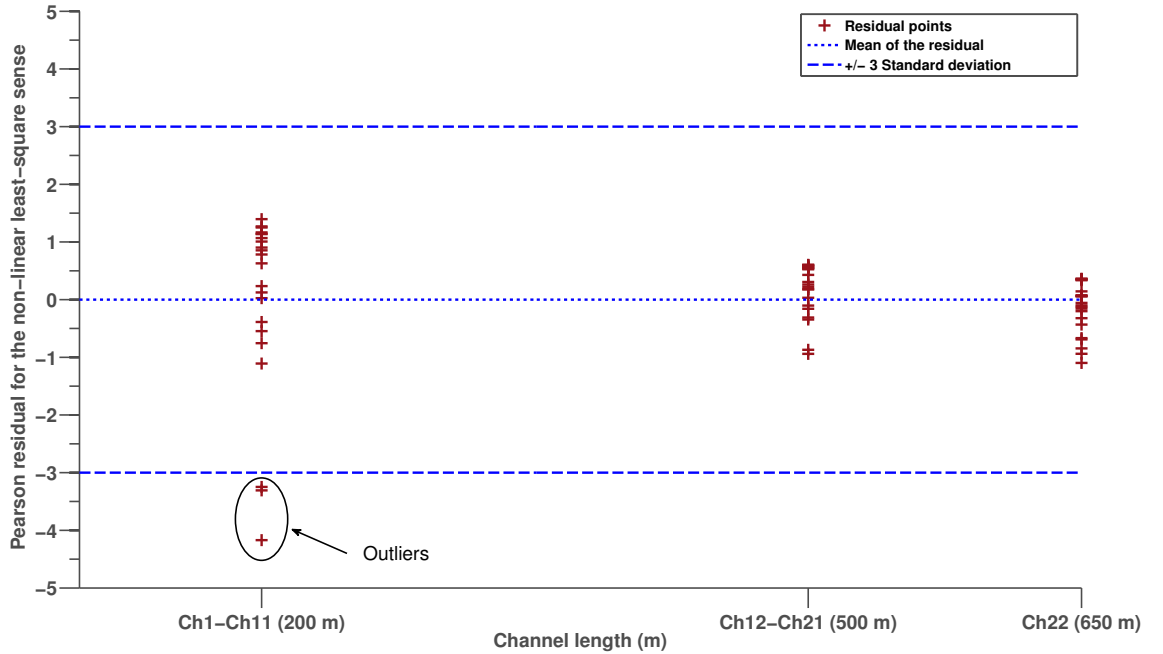 Pearson residual for the non−linear least−square sense
5
4
3
2
1
0
−1
−2
−3
−4
−5
Residual points
Mean of the residual
+/− 3 Standard deviation
Outliers
Ch1−Ch11 (200 m)
Ch12−Ch21 (500 m)
Ch22 (650 m)
Channel length (m)